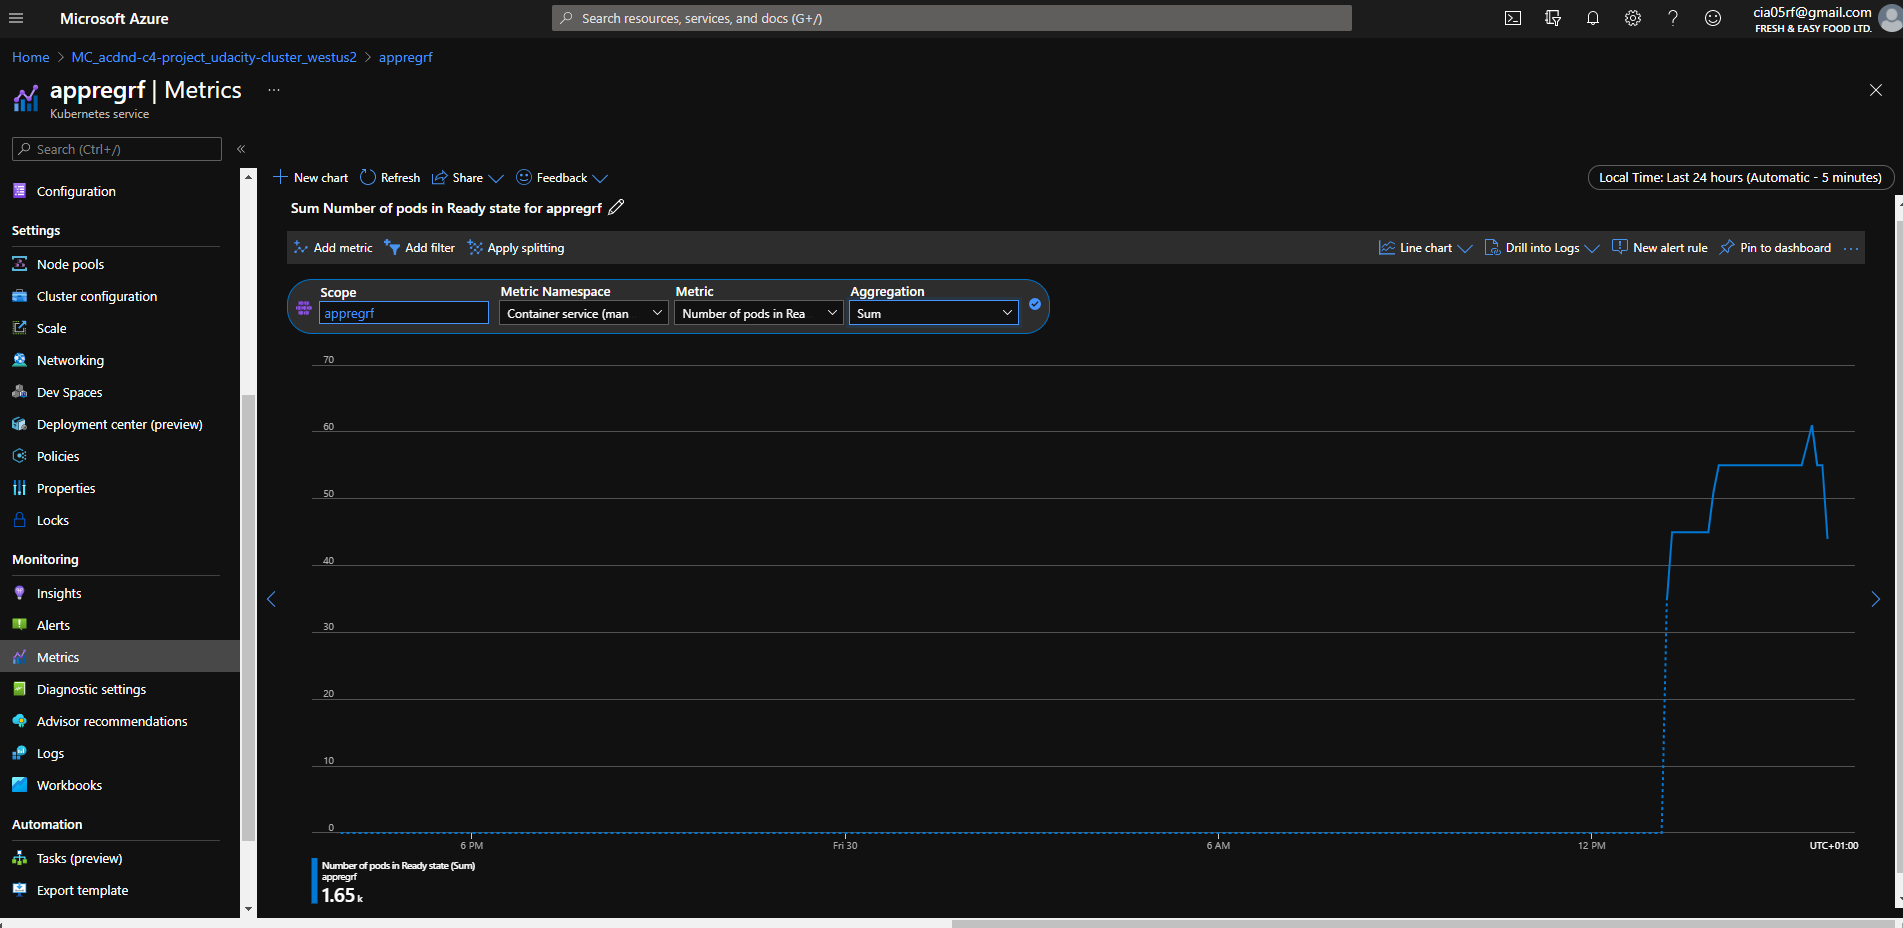 Microsoft Azure
Search resources, services, and docs (G+/)
cia05rf@gmail.com
FRESH & EASY FOOD LTD.
Home > MC_acdnd-c4-project_udacity-cluster_westus2 > appregrf
appregrf | Metrics ...
Kubernetes service
Search (Ctrl+/)
«
Configuration
Settings
Node pools
Cluster configuration
Scale
Networking
Dev Spaces
Deployment center (preview)
Policies
Properties
Locks
Monitoring
Insights
Alerts
Metrics
Diagnostic settings
Advisor recommendations
Logs
Workbooks
Automation
Tasks (preview)
Export template
New chart Refresh Share Feedback
Local Time: Last 24 hours (Automatic - 5 minutes)
Sum Number of pods in Ready state for appregrf
Add metric Add filter Apply splitting
Line chart Drill into Logs New alert rule Pin to dashboard ...
Scope Metric Namespace Metric Aggregation
appregrf Container service (man Number of pods in Rea Sum
70
60
50
40
30
20
10
0
6 PM Fri 30 6 AM 12 PM UTC+01:00
Number of pods in Ready state (Sum)
appregrf
1.65 k